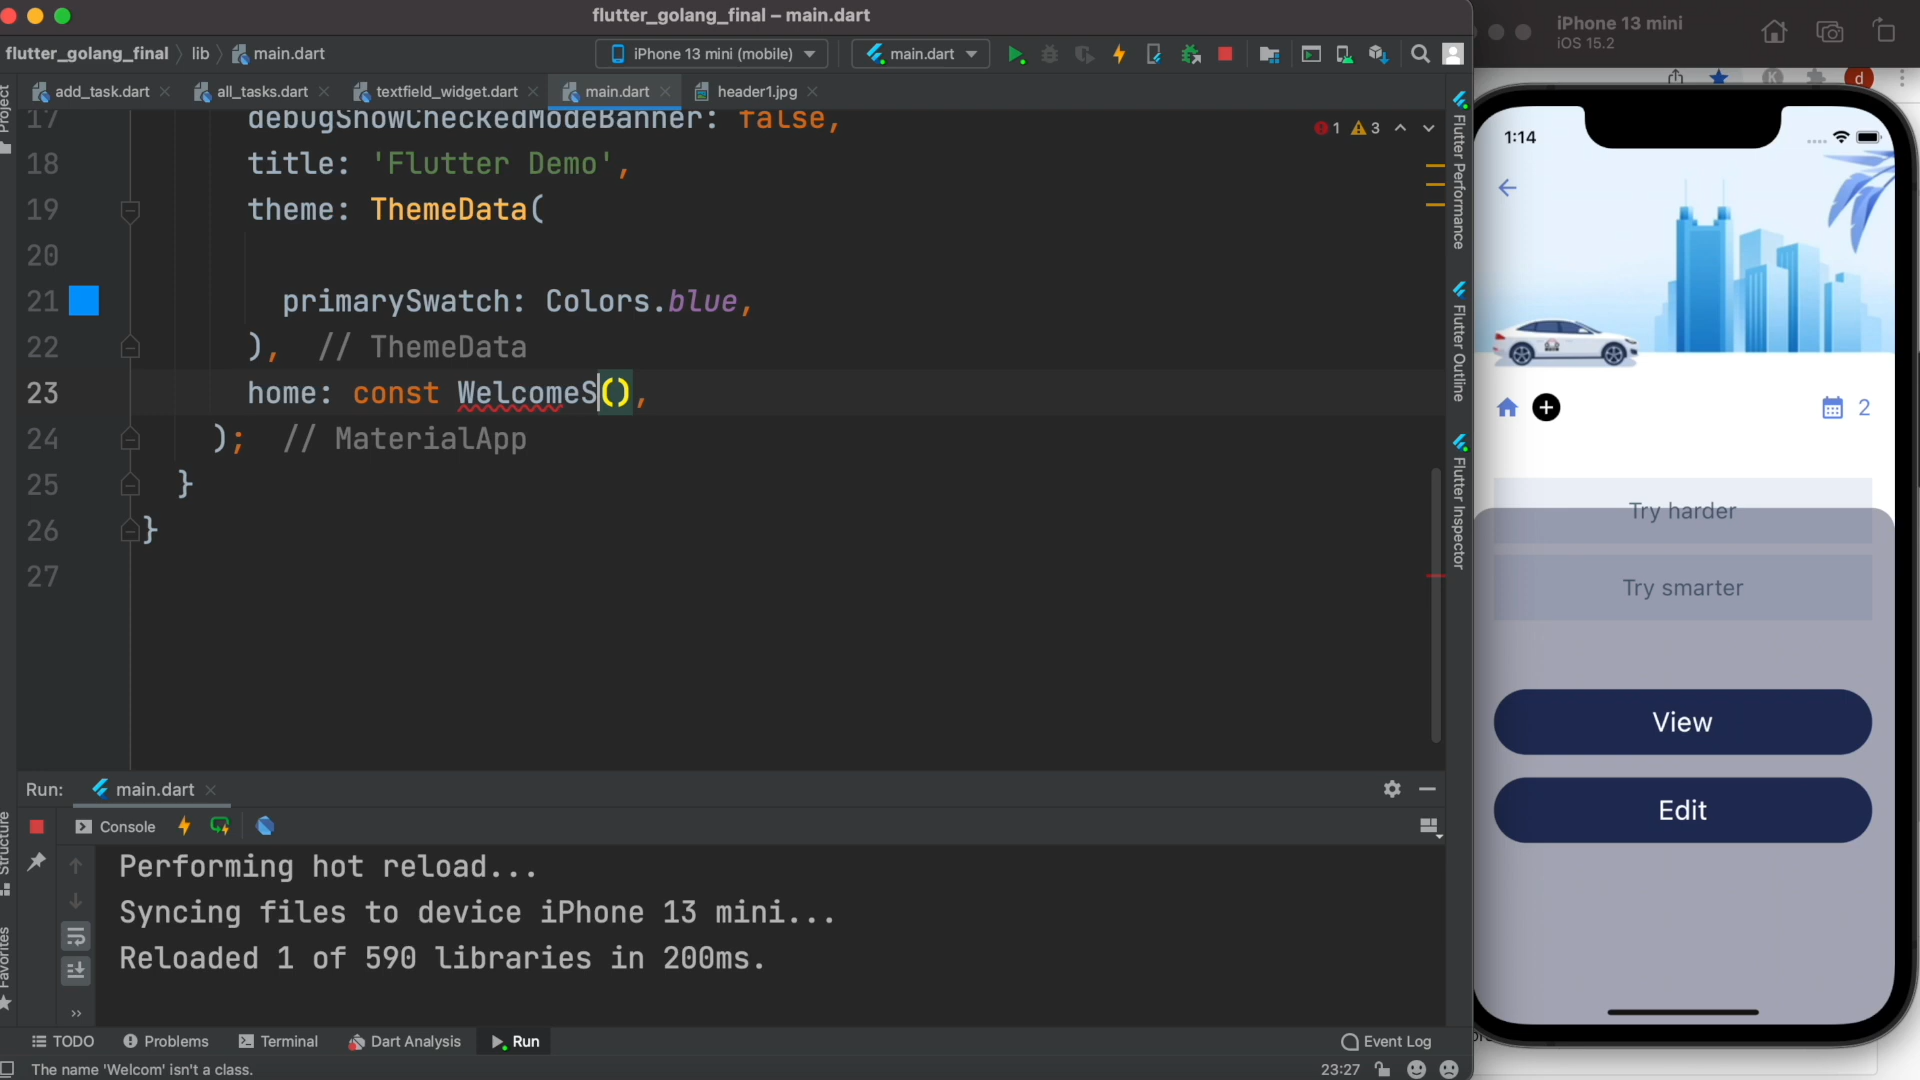 flutter_golang_final – main.dart
flutter_golang_final lib main.dart
iPhone 13 mini (mobile) main.dart
add_task.dart all_tasks.dart textfield_widget.dart main.dart header1.jpg
Project
17 debugShowCheckedModeBanner: false,
1 3
18 title: 'Flutter Demo',
19 theme: ThemeData(
20
21 primarySwatch: Colors.blue,
22 ), // ThemeData
23 home: const WelcomeS(),
24 ); // MaterialApp
25 }
26 }
27
Flutter Performance
Flutter Outline
Flutter Inspector
Run: main.dart
Console
Structure
Favorites
Performing hot reload...
Syncing files to device iPhone 13 mini...
Reloaded 1 of 590 libraries in 200ms.
TODO Problems Terminal Dart Analysis Run Event Log
The name 'Welcom' isn't a class. 23:27
iPhone 13 mini
iOS 15.2
K d
1:14
2
Try harder
Try smarter
View
Edit